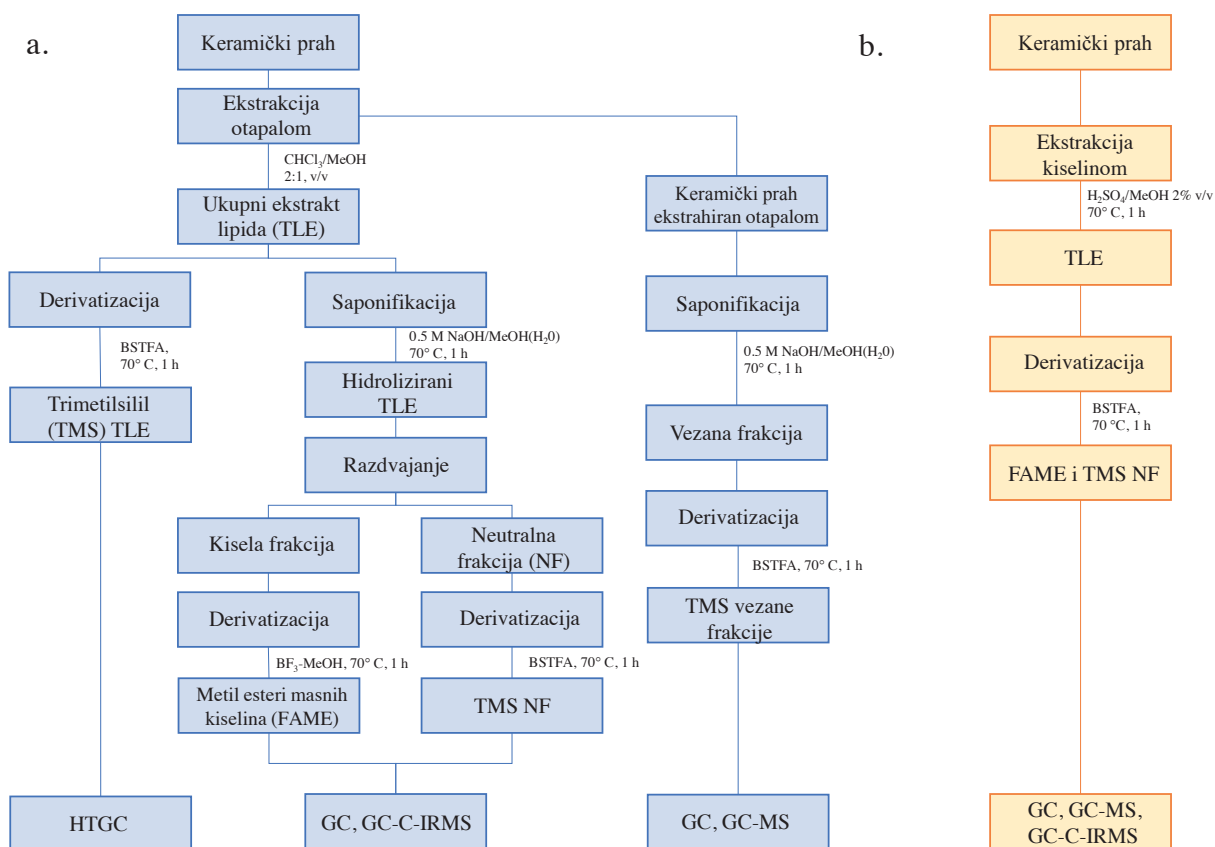 a.
Keramički prah
Ekstrakcija
otapalom
CHCl₃/MeOH
2:1, v/v
Ukupni ekstrakt
lipida (TLE)
Derivatizacija
BSTFA,
70° C, 1 h
Trimetilsilil
(TMS) TLE
HTGC
Saponifikacija
0.5 M NaOH/MeOH(H₂0)
70° C, 1 h
Hidrolizirani
TLE
Razdvajanje
Kisela frakcija
Derivatizacija
BF₃-MeOH, 70° C, 1 h
Metil esteri masnih
kiselina (FAME)
Neutralna
frakcija (NF)
Derivatizacija
BSTFA, 70° C, 1 h
TMS NF
GC, GC-C-IRMS
Keramički prah
ekstrahiran otapalom
Saponifikacija
0.5 M NaOH/MeOH(H₂0)
70° C, 1 h
Vezana frakcija
Derivatizacija
BSTFA, 70° C, 1 h
TMS vezane
frakcije
GC, GC-MS
b.
Keramički prah
Ekstrakcija
kiselinom
H₂SO₄/MeOH 2% v/v
70° C, 1 h
TLE
Derivatizacija
BSTFA,
70 °C, 1 h
FAME i TMS NF
GC, GC-MS,
GC-C-IRMS